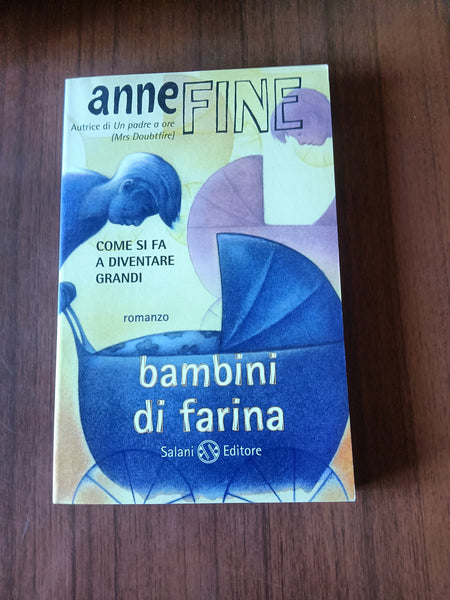 anne FINE
Autrice di Un padre a ore
(Mrs Doubtfire)
COME SI FA
A DIVENTARE
GRANDI
romanzo
bambini
di farina
Salani Editore